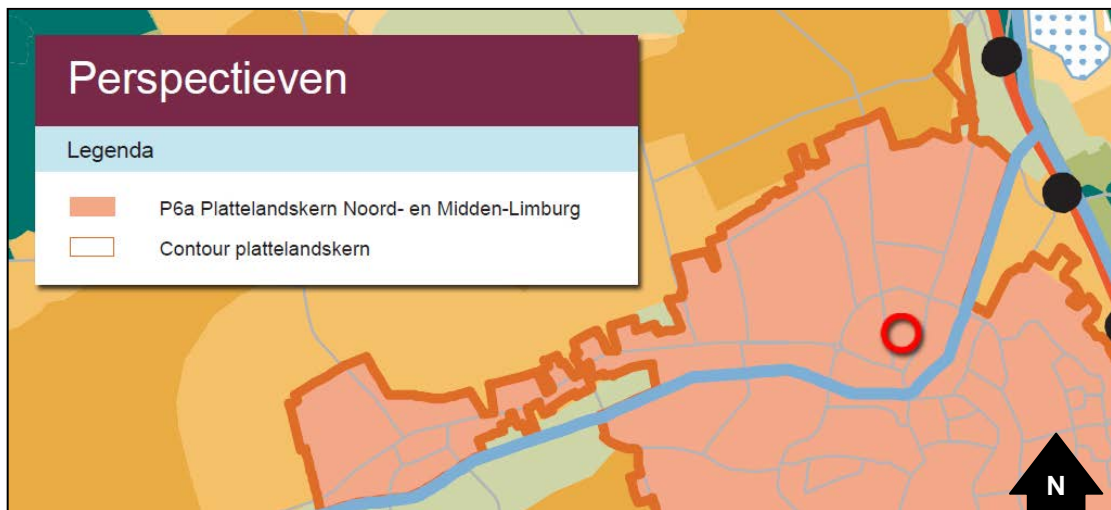 Perspectieven
Legenda
P6a Plattelandskern Noord- en Midden-Limburg
Contour plattelandskern
N